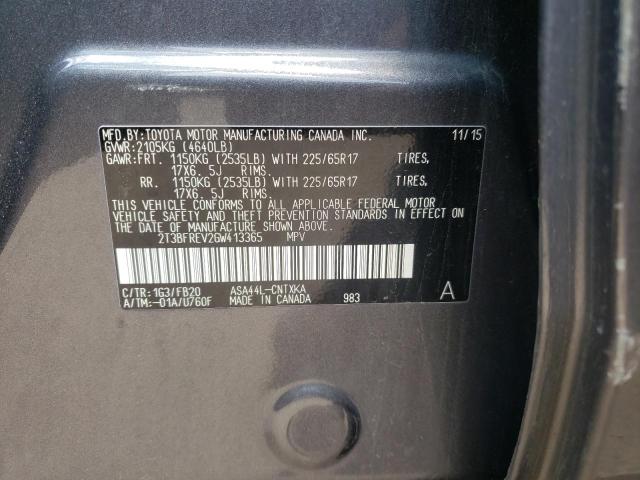 MFD.BY:TOYOTA MOTOR MANUFACTURING CANADA INC. 11/15
GVWR:2105KG (4640LB)
GAWR:FRT. 1150KG (2535LB) WITH 225/65R17 TIRES,
17X6. 5J RIMS.
RR. 1150KG (2535LB) WITH 225/65R17 TIRES,
17X6. 5J RIMS.
THIS VEHICLE CONFORMS TO ALL APPLICABLE FEDERAL MOTOR
VEHICLE SAFETY AND THEFT PREVENTION STANDARDS IN EFFECT
ON THE DATE OF MANUFACTURE SHOWN ABOVE.
2T3BFREV2GW413365 MPV
C/TR:1G3/FB20 ASA44L-CNTXKA
A/TM:-01A/U760F MADE IN CANADA 983 A